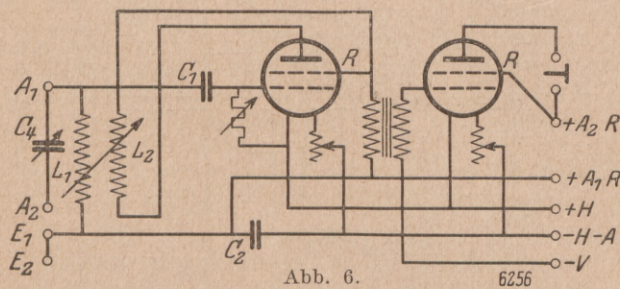 R
R
C₁
A₁
C₄
L₁
L₂
+A₂ R
A₂
+A₁ R
+H
E₁
C₂
−H−A
E₂
−V
Abb. 6.
6256